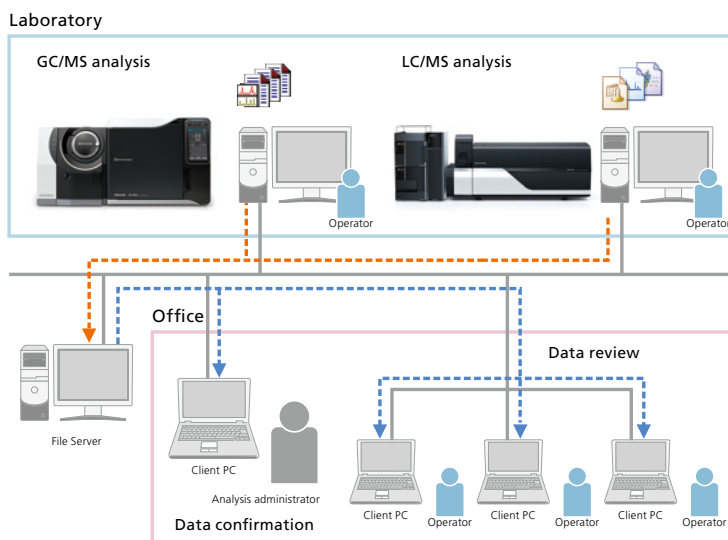 Laboratory
GC/MS analysis
LC/MS analysis
Operator
Operator
Office
Data review
File Server
Client PC
Analysis administrator
Data confirmation
Client PC
Operator
Client PC
Operator
Client PC
Operator